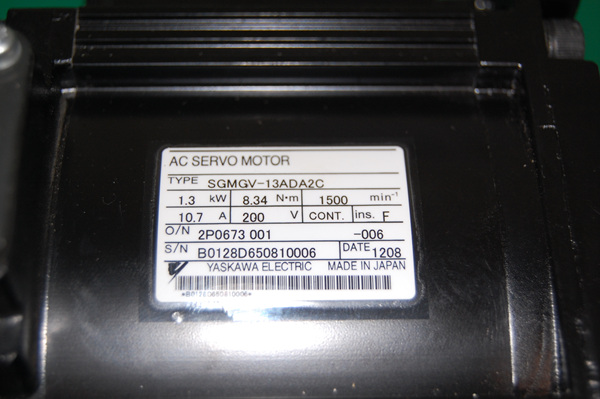 AC SERVO MOTOR
TYPE SGMGV-13ADA2C
1.3 kW 8.34 N·m 1500 min⁻¹
10.7 A 200 V CONT. ins. F
O/N 2P0673 001 -006
S/N B0128D650810006 DATE 1208
YASKAWA ELECTRIC MADE IN JAPAN
*B0128D650810006*